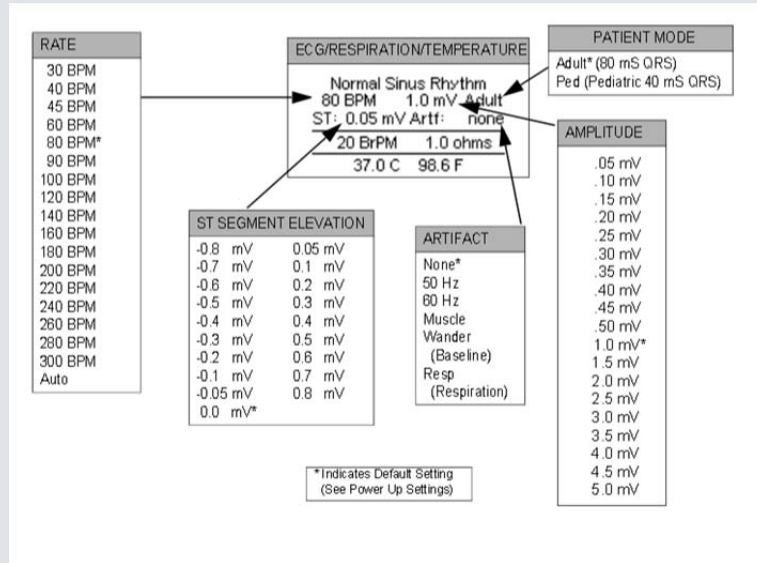 RATE
30 BPM
40 BPM
45 BPM
60 BPM
80 BPM*
90 BPM
100 BPM
120 BPM
140 BPM
160 BPM
180 BPM
200 BPM
220 BPM
240 BPM
260 BPM
280 BPM
300 BPM
Auto
ECG/RESPIRATION/TEMPERATURE
Normal Sinus Rhythm
80 BPM 1.0 mV Adult
ST: 0.05 mV Artf: none
20 BrPM 1.0 ohms
37.0 C 98.6 F
PATIENT MODE
Adult* (80 mS QRS)
Ped (Pediatric 40 mS QRS)
ST SEGMENT ELEVATION
-0.8 mV 0.05 mV
-0.7 mV 0.1 mV
-0.6 mV 0.2 mV
-0.5 mV 0.3 mV
-0.4 mV 0.4 mV
-0.3 mV 0.5 mV
-0.2 mV 0.6 mV
-0.1 mV 0.7 mV
-0.05 mV 0.8 mV
0.0 mV*
ARTIFACT
None*
50 Hz
60 Hz
Muscle
Wander
(Baseline)
Resp
(Respiration)
AMPLITUDE
.05 mV
.10 mV
.15 mV
.20 mV
.25 mV
.30 mV
.35 mV
.40 mV
.45 mV
.50 mV
1.0 mV*
1.5 mV
2.0 mV
2.5 mV
3.0 mV
3.5 mV
4.0 mV
4.5 mV
5.0 mV
*Indicates Default Setting
(See Power Up Settings)